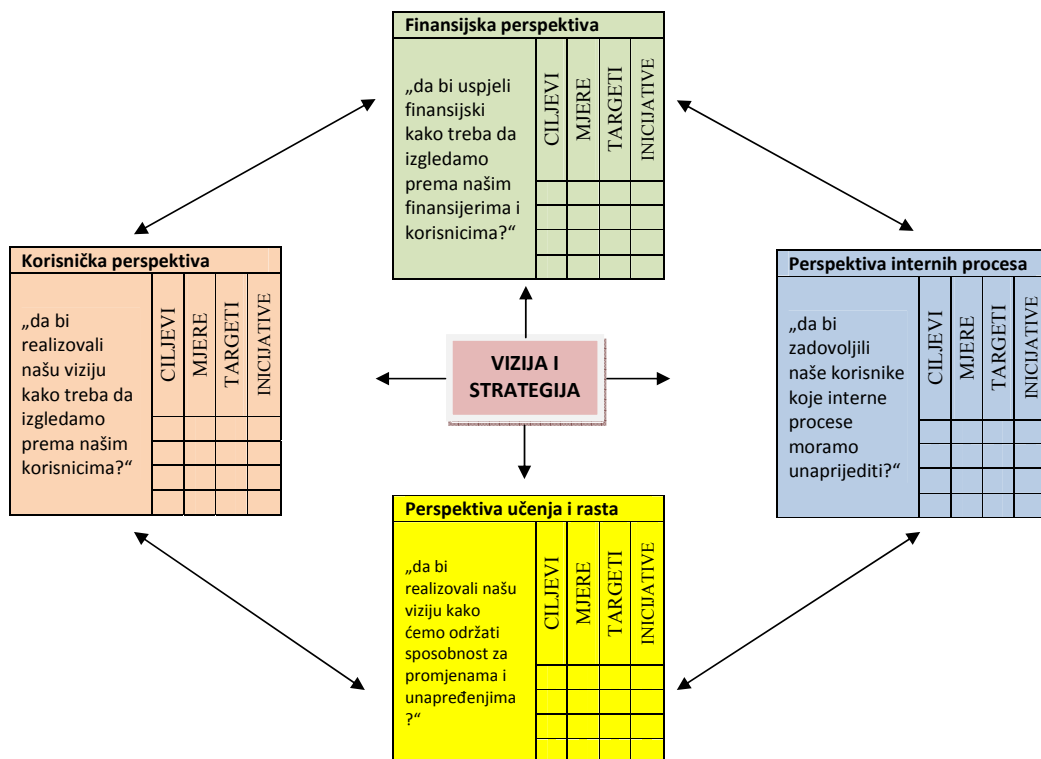 Finansijska perspektiva
„da bi uspjeli
finansijski
kako treba da
izgledamo
prema našim
finansijerima i
korisnicima?“
CILJEVI
MJERE
TARGETI
INICIJATIVE
Korisnička perspektiva
„da bi
realizovali
našu viziju
kako treba da
izgledamo
prema našim
korisnicima?“
CILJEVI
MJERE
TARGETI
INICIJATIVE
VIZIJA I
STRATEGIJA
Perspektiva internih procesa
„da bi
zadovoljili
naše korisnike
koje interne
procese
moramo
unaprijediti?“
CILJEVI
MJERE
TARGETI
INICIJATIVE
Perspektiva učenja i rasta
„da bi
realizovali našu
viziju kako
ćemo održati
sposobnost za
promjenama i
unapređenjima
?“
CILJEVI
MJERE
TARGETI
INICIJATIVE